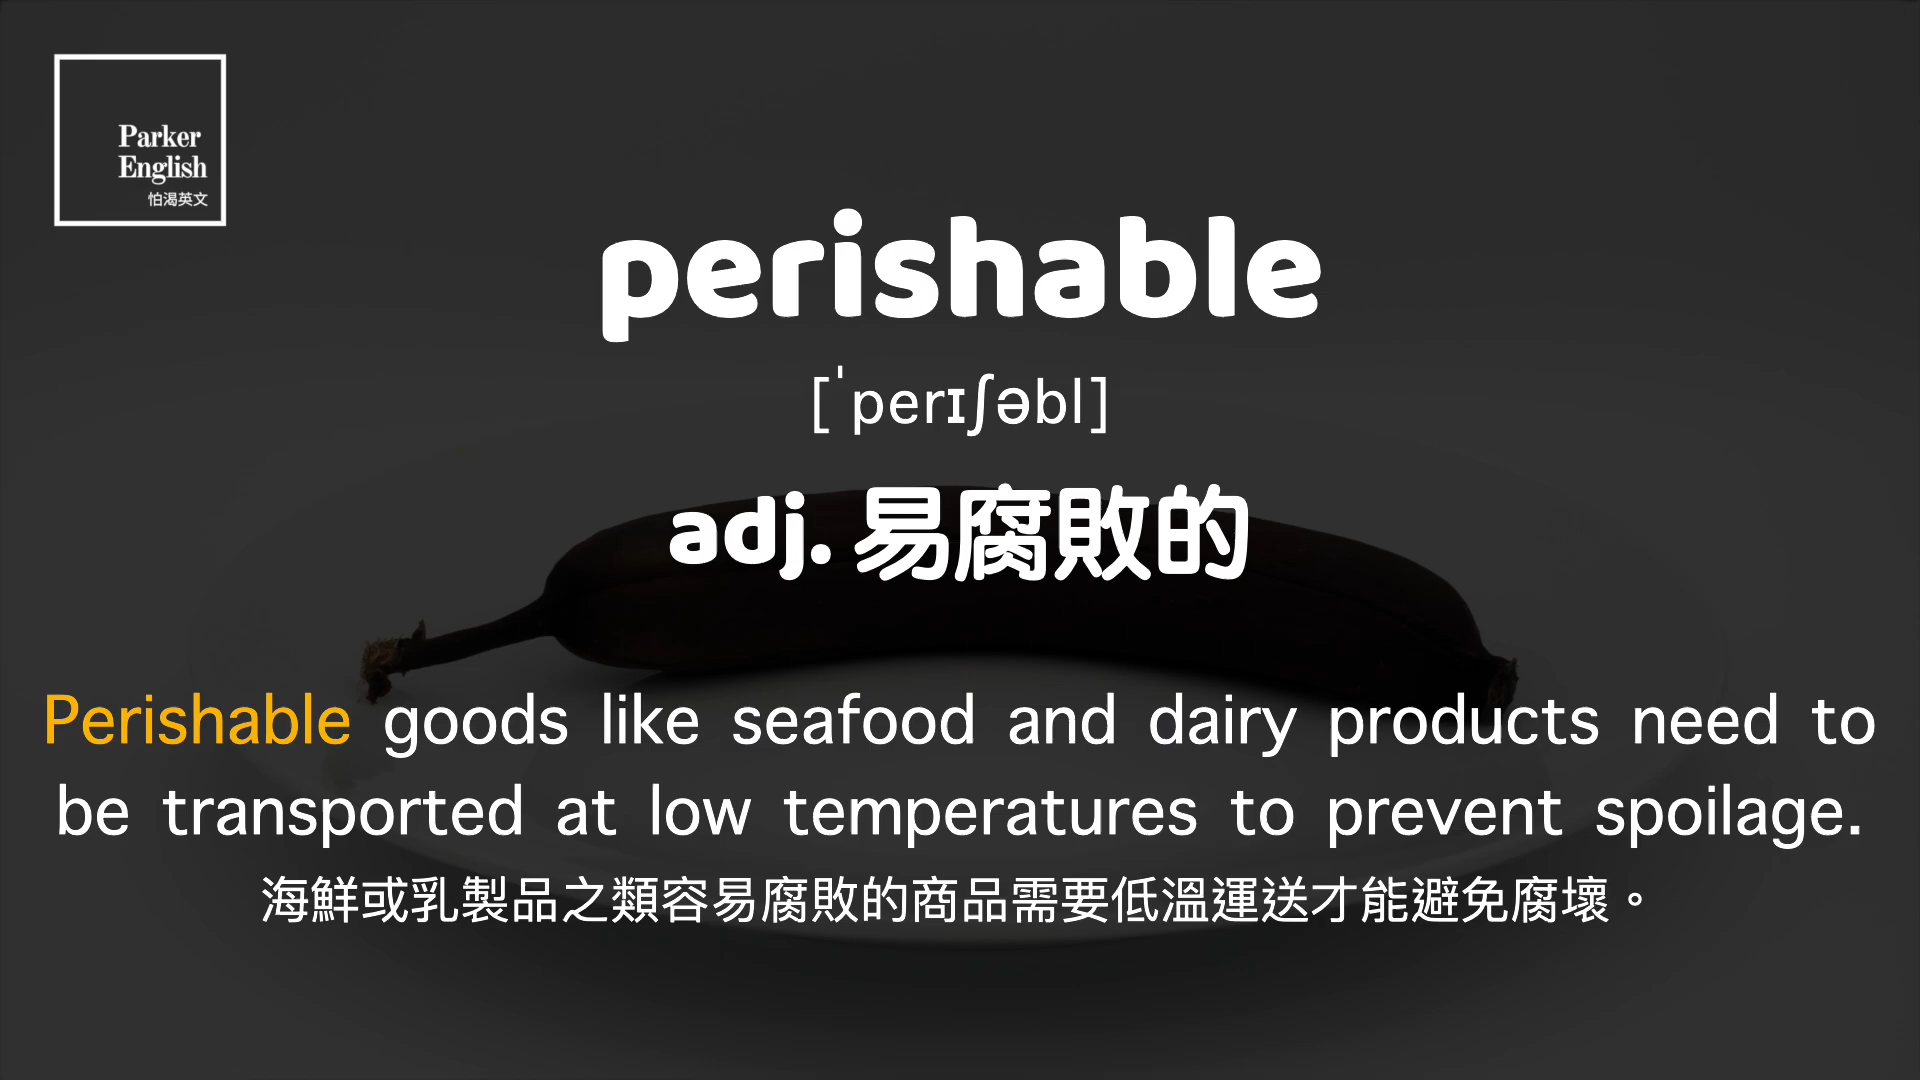 Parker
English
怕渴英文
perishable
[ˈperɪʃəbl]
adj. 易腐敗的
Perishable goods like seafood and dairy products need to
be transported at low temperatures to prevent spoilage.
海鮮或乳製品之類容易腐敗的商品需要低溫運送才能避免腐壞。